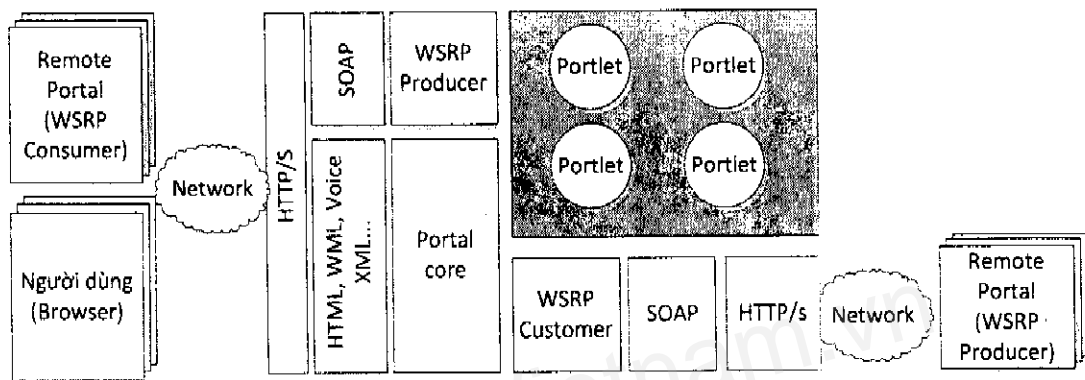 Remote
Portal
(WSRP
Consumer)
Người dùng
(Browser)
Network
HTTP/S
SOAP
HTML, WML, Voice
XML...
WSRP
Producer
Portal
core
Portlet
Portlet
Portlet
Portlet
WSRP
Customer
SOAP
HTTP/s
Network
Remote
Portal
(WSRP
Producer)